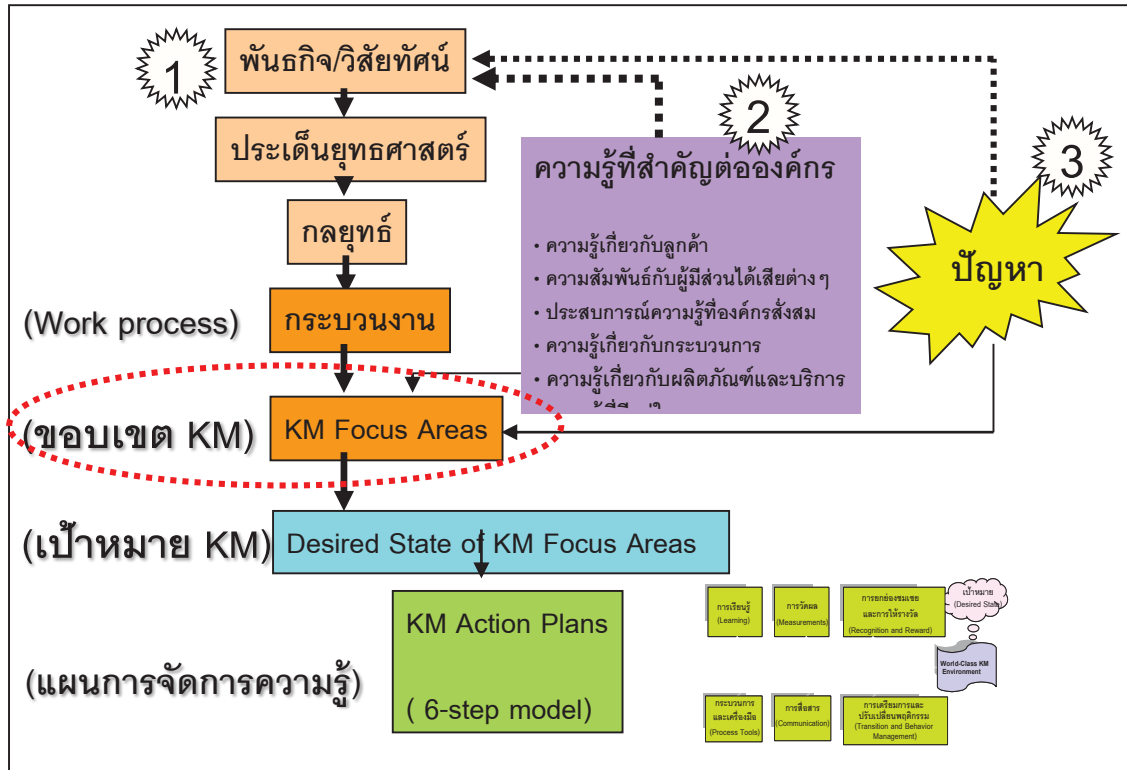 1
พันธกิจ/วิสัยทัศน์
ประเด็นยุทธศาสตร์
กลยุทธ์
(Work process)
กระบวนงาน
2
ความรู้ที่สำคัญต่อองค์กร
• ความรู้เกี่ยวกับลูกค้า
• ความสัมพันธ์กับผู้มีส่วนได้เสียต่างๆ
• ประสบการณ์ความรู้ที่องค์กรสั่งสม
• ความรู้เกี่ยวกับกระบวนการ
• ความรู้เกี่ยวกับผลิตภัณฑ์และบริการ
3
ปัญหา
(ขอบเขต KM)
KM Focus Areas
(เป้าหมาย KM)
Desired State of KM Focus Areas
(แผนการจัดการความรู้)
KM Action Plans
( 6-step model)
การเรียนรู้
(Learning)
การวัดผล
(Measurements)
การยกย่องชมเชย
และการให้รางวัล
(Recognition and Reward)
เป้าหมาย
(Desired State)
World-Class KM
Environment
กระบวนการ
และเครื่องมือ
(Process Tools)
การสื่อสาร
(Communication)
การเตรียมการและ
ปรับเปลี่ยนพฤติกรรม
(Transition and Behavior
Management)